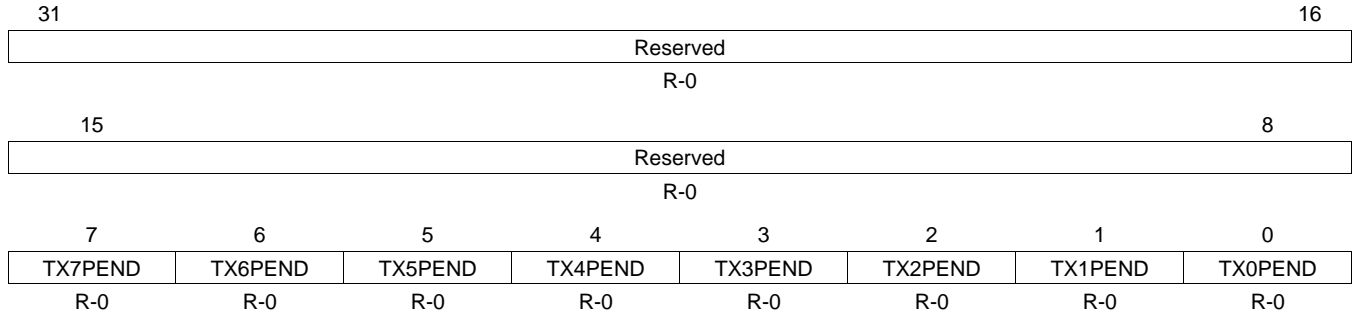 31 16
Reserved
R-0
15 8
Reserved
R-0
7 6 5 4 3 2 1 0
TX7PEND TX6PEND TX5PEND TX4PEND TX3PEND TX2PEND TX1PEND TX0PEND
R-0 R-0 R-0 R-0 R-0 R-0 R-0 R-0